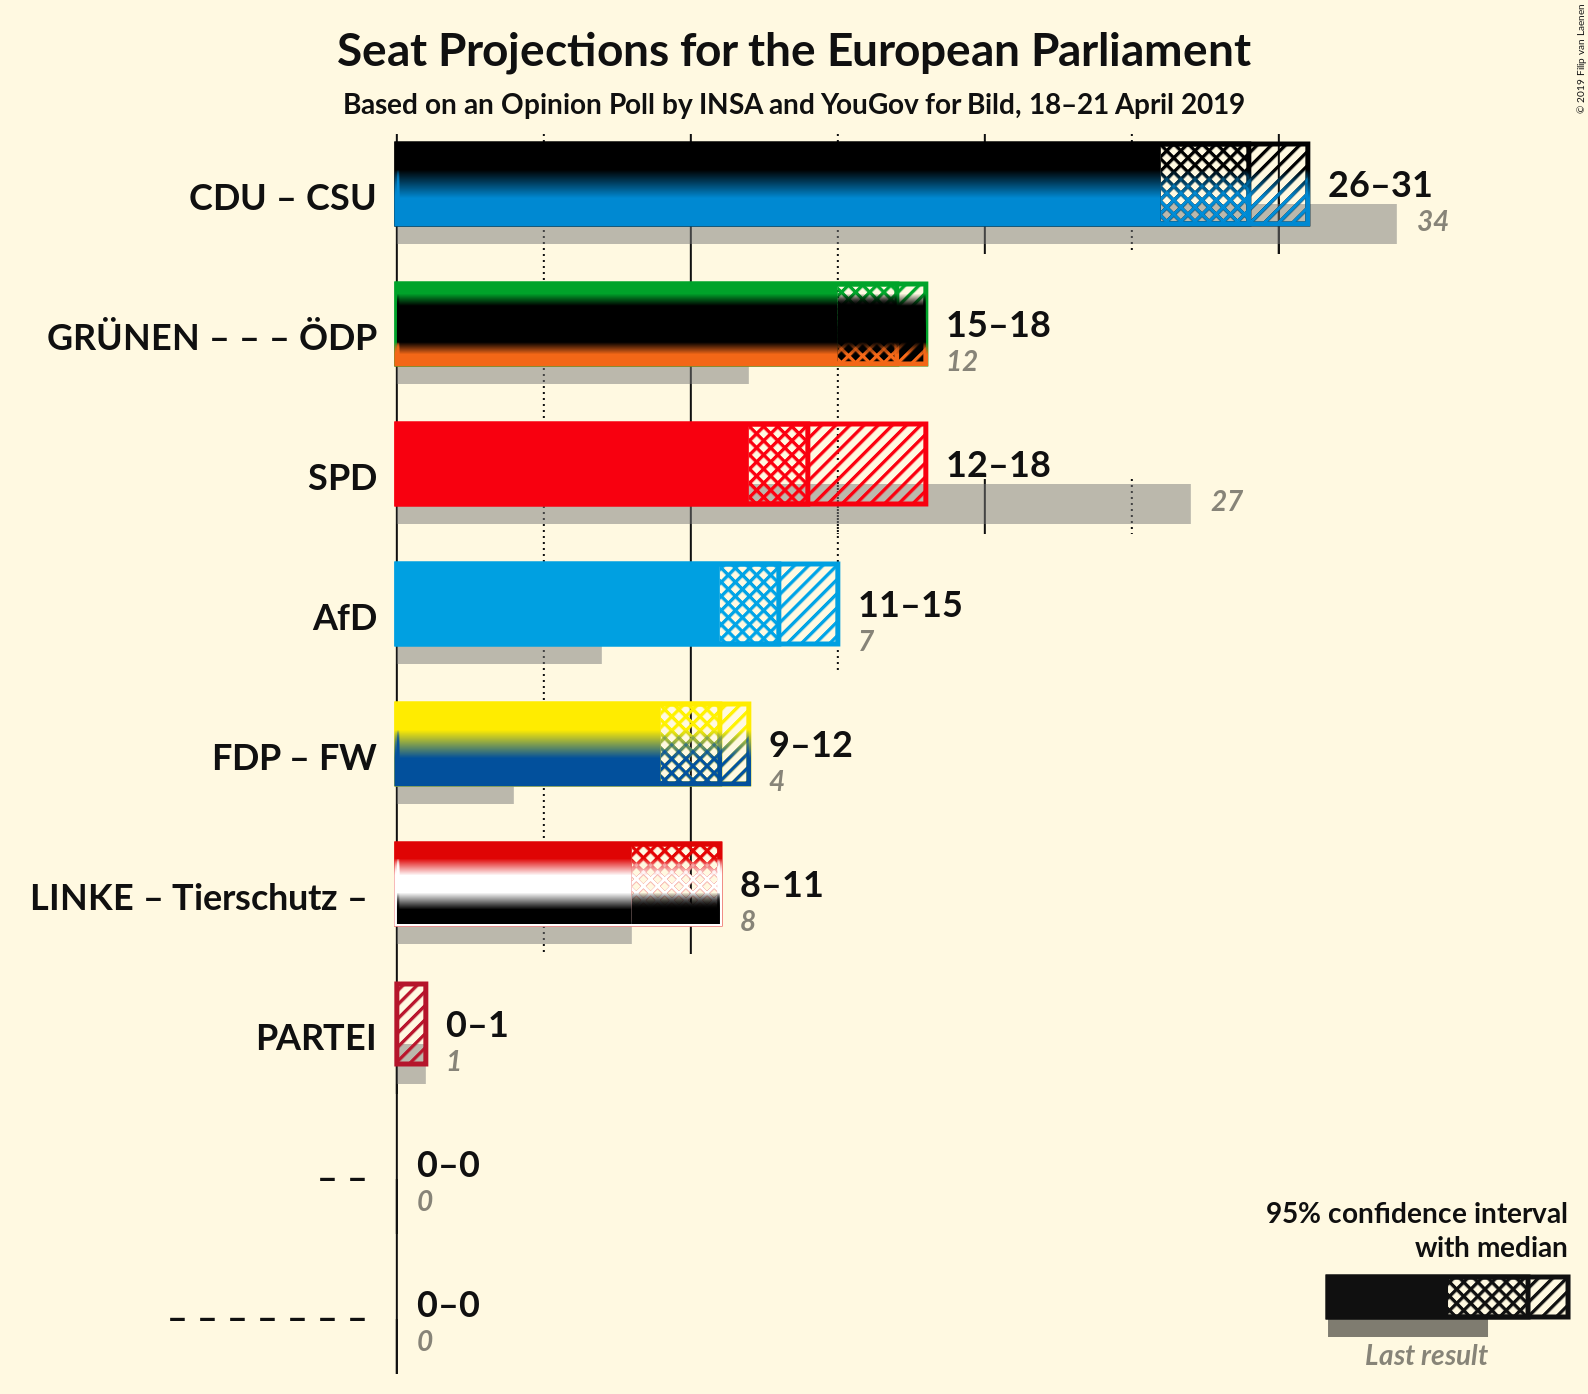 Seat Projections for the European Parliament
Based on an Opinion Poll by INSA and YouGov for Bild, 18–21 April 2019
© 2019 Filip van Laenen
CDU – CSU
26–31
34
GRÜNEN – – – ÖDP
15–18
12
SPD
12–18
27
AfD
11–15
7
FDP – FW
9–12
4
LINKE – Tierschutz –
8–11
8
PARTEI
0–1
1
– –
0–0
0
– – – – – – –
0–0
0
95% confidence interval
with median
Last result